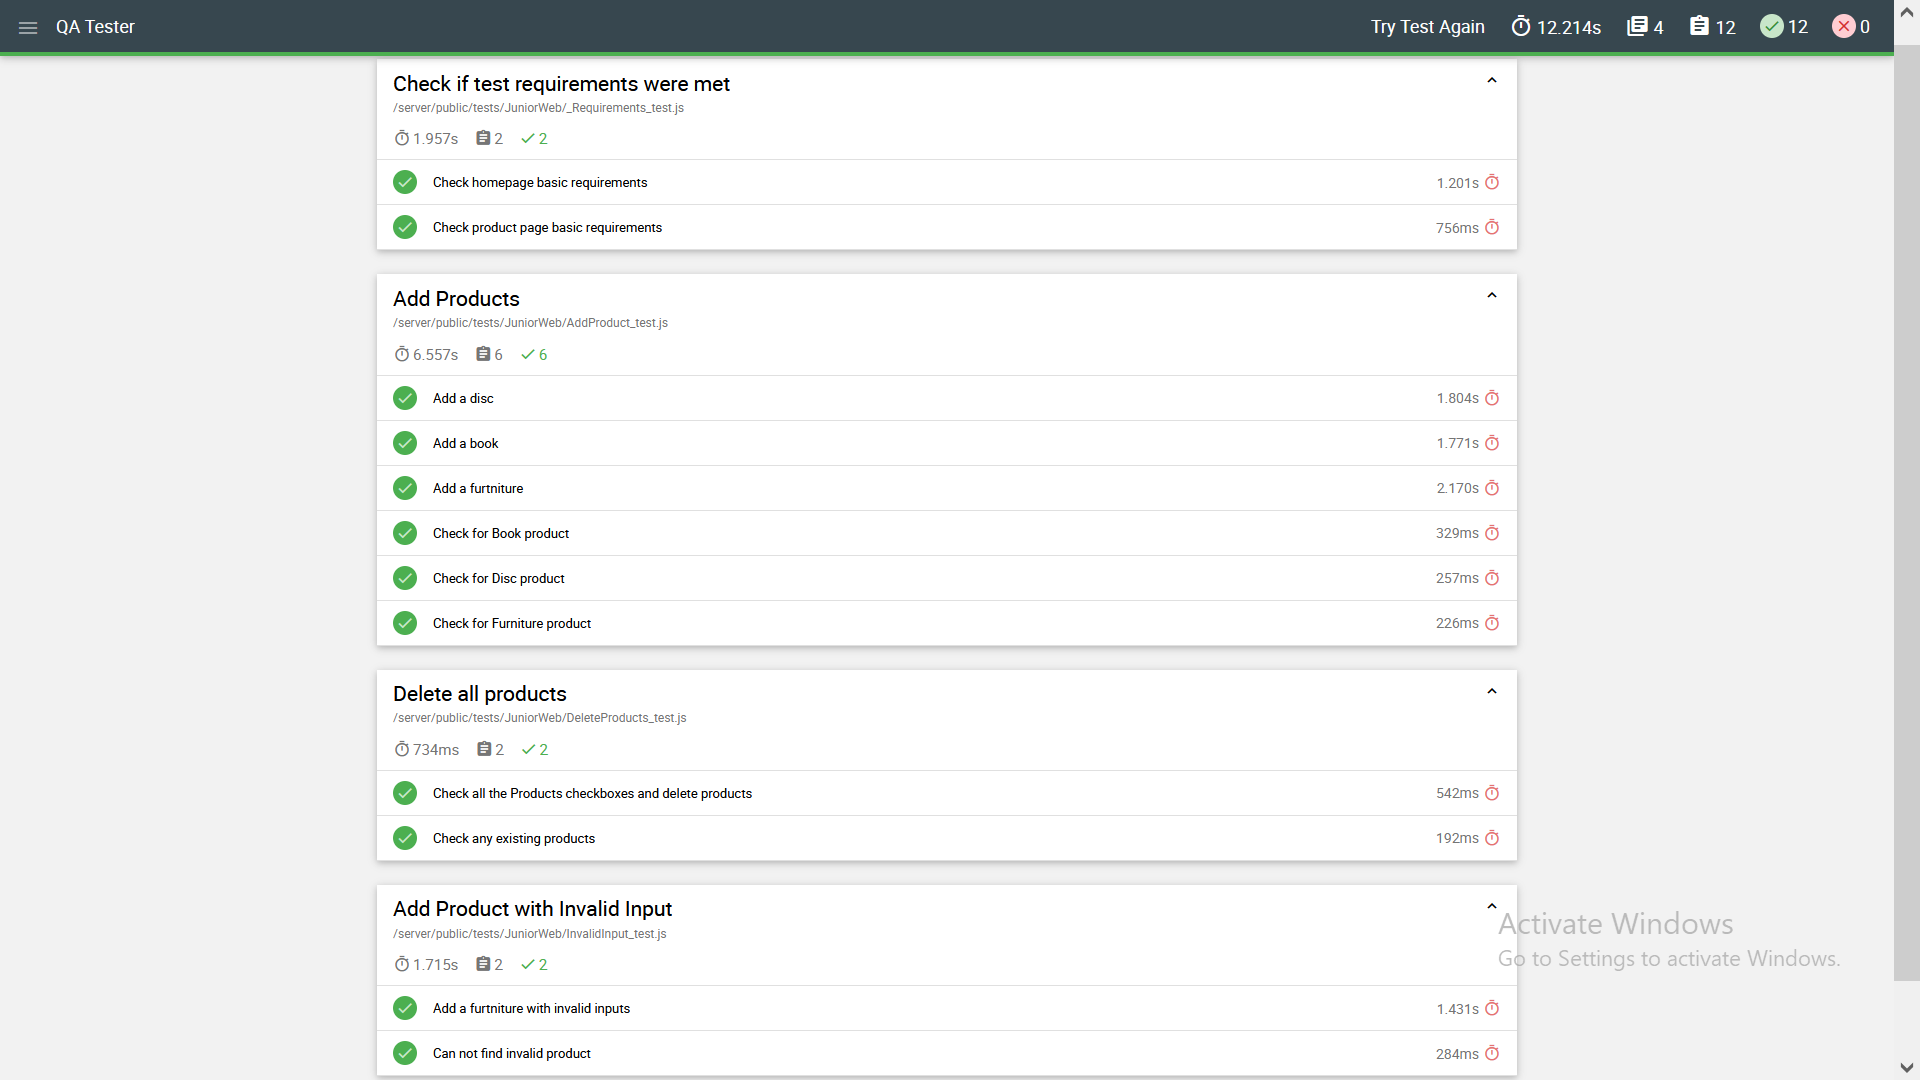 QA Tester
Try Test Again 12.214s 4 12 12 0
Check if test requirements were met
/server/public/tests/JuniorWeb/_Requirements_test.js
1.957s 2 2
Check homepage basic requirements 1.201s
Check product page basic requirements 756ms
Add Products
/server/public/tests/JuniorWeb/AddProduct_test.js
6.557s 6 6
Add a disc 1.804s
Add a book 1.771s
Add a furtniture 2.170s
Check for Book product 329ms
Check for Disc product 257ms
Check for Furniture product 226ms
Delete all products
/server/public/tests/JuniorWeb/DeleteProducts_test.js
734ms 2 2
Check all the Products checkboxes and delete products 542ms
Check any existing products 192ms
Add Product with Invalid Input
/server/public/tests/JuniorWeb/InvalidInput_test.js
1.715s 2 2
Activate Windows
Go to Settings to activate Windows.
Add a furtniture with invalid inputs 1.431s
Can not find invalid product 284ms